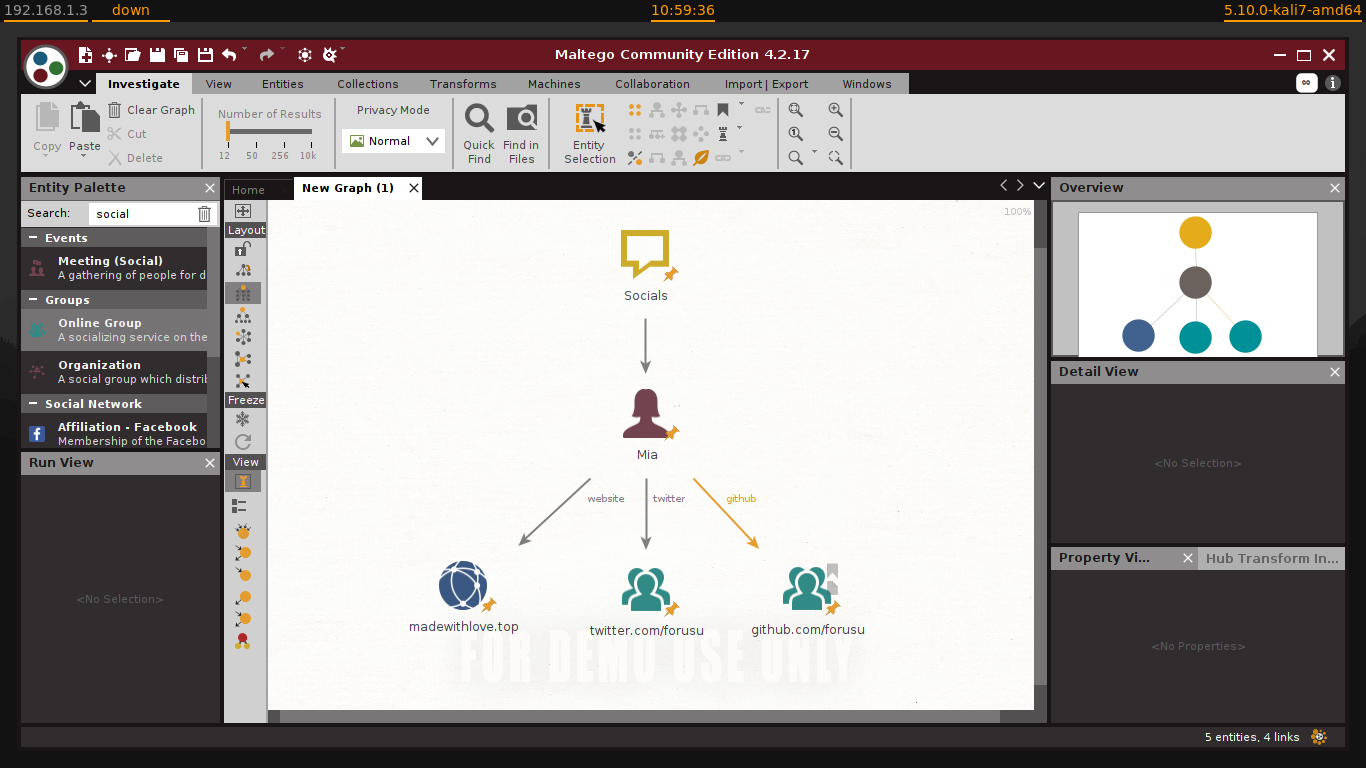 192.168.1.3 down 10:59:36 5.10.0-kali7-amd64
Maltego Community Edition 4.2.17
Investigate View Entities Collections Transforms Machines Collaboration Import | Export Windows
Copy
Paste
Clear Graph
Cut
Delete
Number of Results
12 50 256 10k
Privacy Mode
Normal
Quick
Find
Find in
Files
Entity
Selection
Entity Palette
Search: social
Events
Meeting (Social)
A gathering of people for d
Groups
Online Group
A socializing service on the
Organization
A social group which distrib
Social Network
Affiliation - Facebook
Membership of the Facebo
Run View
<No Selection>
Home
New Graph (1)
Layout
Freeze
View
100%
Socials
Mia
website twitter github
madewithlove.top
twitter.com/forusu
github.com/forusu
FOR DEMO USE ONLY
Overview
Detail View
<No Selection>
Property Vi...
Hub Transform In...
<No Properties>
5 entities, 4 links